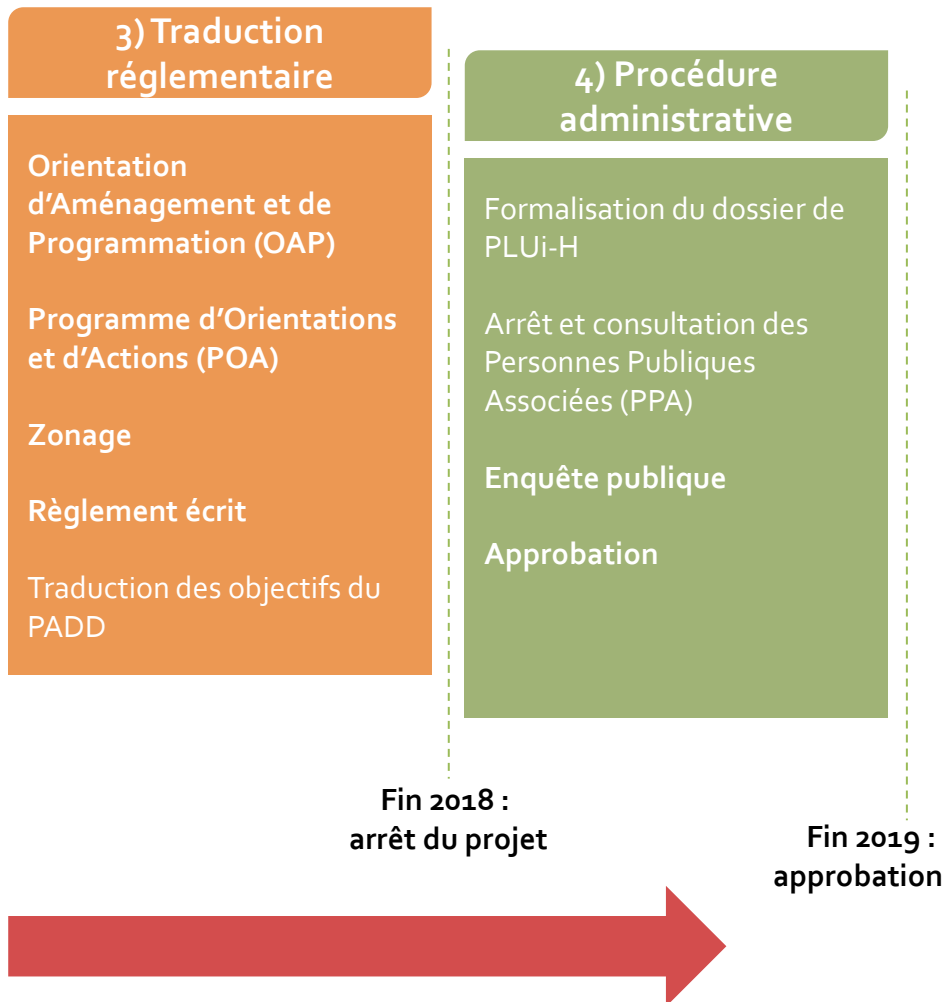 3) Traduction
réglementaire
Orientation
d’Aménagement et de
Programmation (OAP)
Programme d’Orientations
et d’Actions (POA)
Zonage
Règlement écrit
Traduction des objectifs du
PADD
4) Procédure
administrative
Formalisation du dossier de
PLUi-H
Arrêt et consultation des
Personnes Publiques
Associées (PPA)
Enquête publique
Approbation
Fin 2018 :
arrêt du projet
Fin 2019 :
approbation